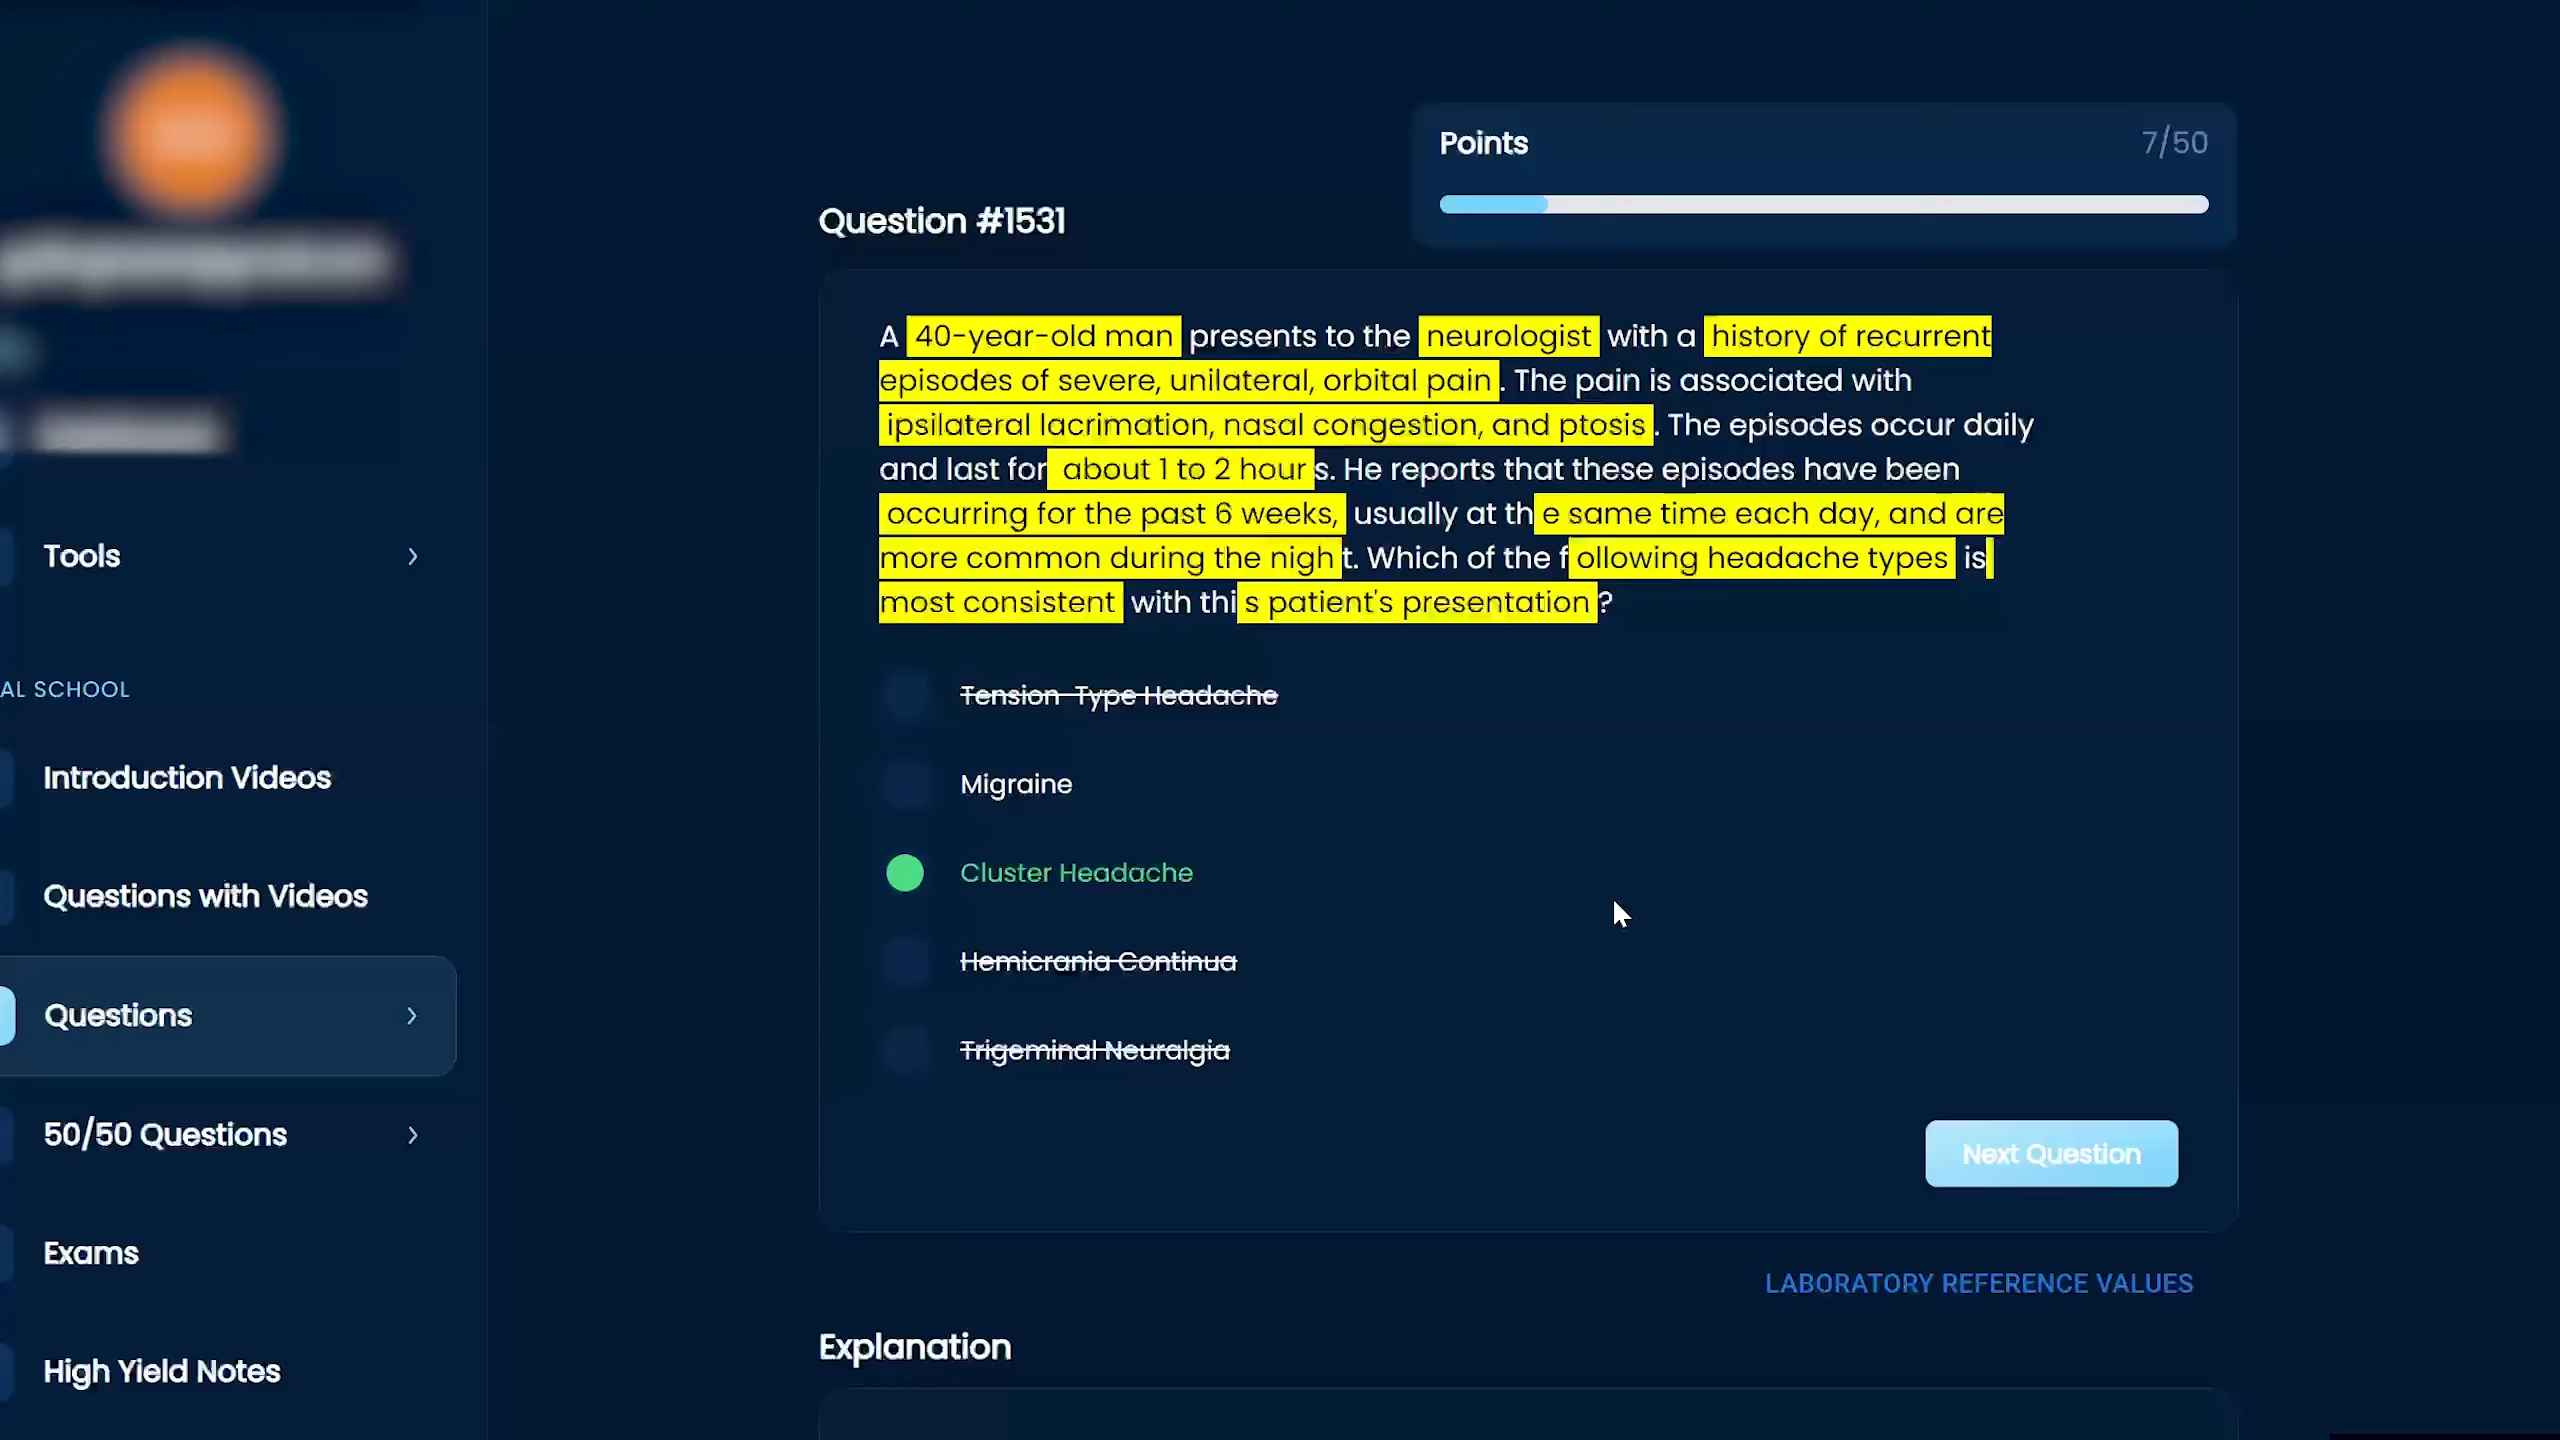 Tools
AL SCHOOL
Introduction Videos
Questions with Videos
Questions
50/50 Questions
Exams
High Yield Notes
Points
7/50
Question #1531
A 40-year-old man presents to the neurologist with a history of recurrent
episodes of severe, unilateral, orbital pain. The pain is associated with
ipsilateral lacrimation, nasal congestion, and ptosis. The episodes occur daily
and last for about 1 to 2 hours. He reports that these episodes have been
occurring for the past 6 weeks, usually at the same time each day, and are
more common during the night. Which of the following headache types is
most consistent with this patient's presentation?
Tension-Type Headache
Migraine
Cluster Headache
Hemicrania Continua
Trigeminal Neuralgia
Next Question
LABORATORY REFERENCE VALUES
Explanation